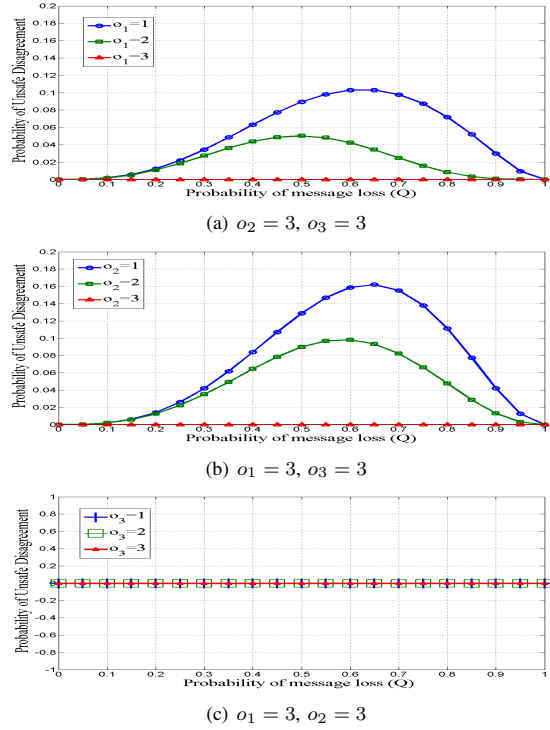 Probability of Unsafe Disagreement
0.2
0.18
0.16
0.14
0.12
0.1
0.08
0.06
0.04
0.02
0
o₁=1
o₁−2
o₁−3
0 0.1 0.2 0.3 0.4 0.5 0.6 0.7 0.8 0.9 1
Probability of message loss (Q)
(a) o₂ = 3, o₃ = 3
Probability of Unsafe Disagreement
0.2
0.18
0.16
0.14
0.12
0.1
0.08
0.06
0.04
0.02
0
o₂=1
o₂−2
o₂=3
0 0.1 0.2 0.3 0.4 0.5 0.6 0.7 0.8 0.9 1
Probability of message loss (Q)
(b) o₁ = 3, o₃ = 3
Probability of Unsafe Disagreement
1
0.8
0.6
0.4
0.2
0
-0.2
-0.4
-0.6
-0.8
-1
o₃−1
o₃=2
o₃=3
0 0.1 0.2 0.3 0.4 0.5 0.6 0.7 0.8 0.9 1
Probability of message loss (Q)
(c) o₁ = 3, o₂ = 3